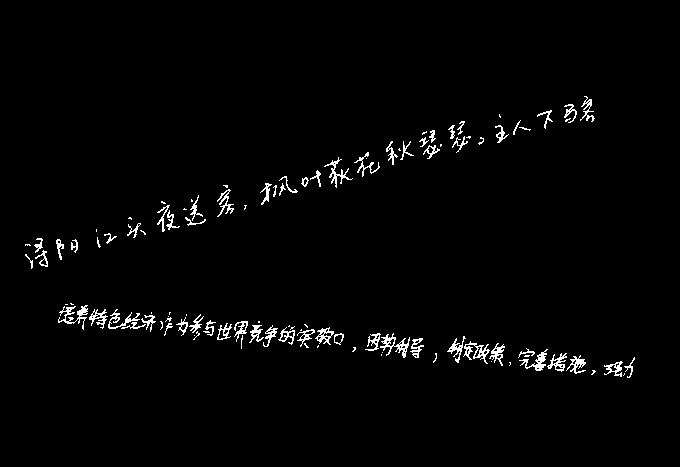 浔阳江头夜送客,枫叶荻花秋瑟瑟。主人下马客
培养特色经济作为参与世界竞争的突破口,因势利导,制定政策,完善措施,强力